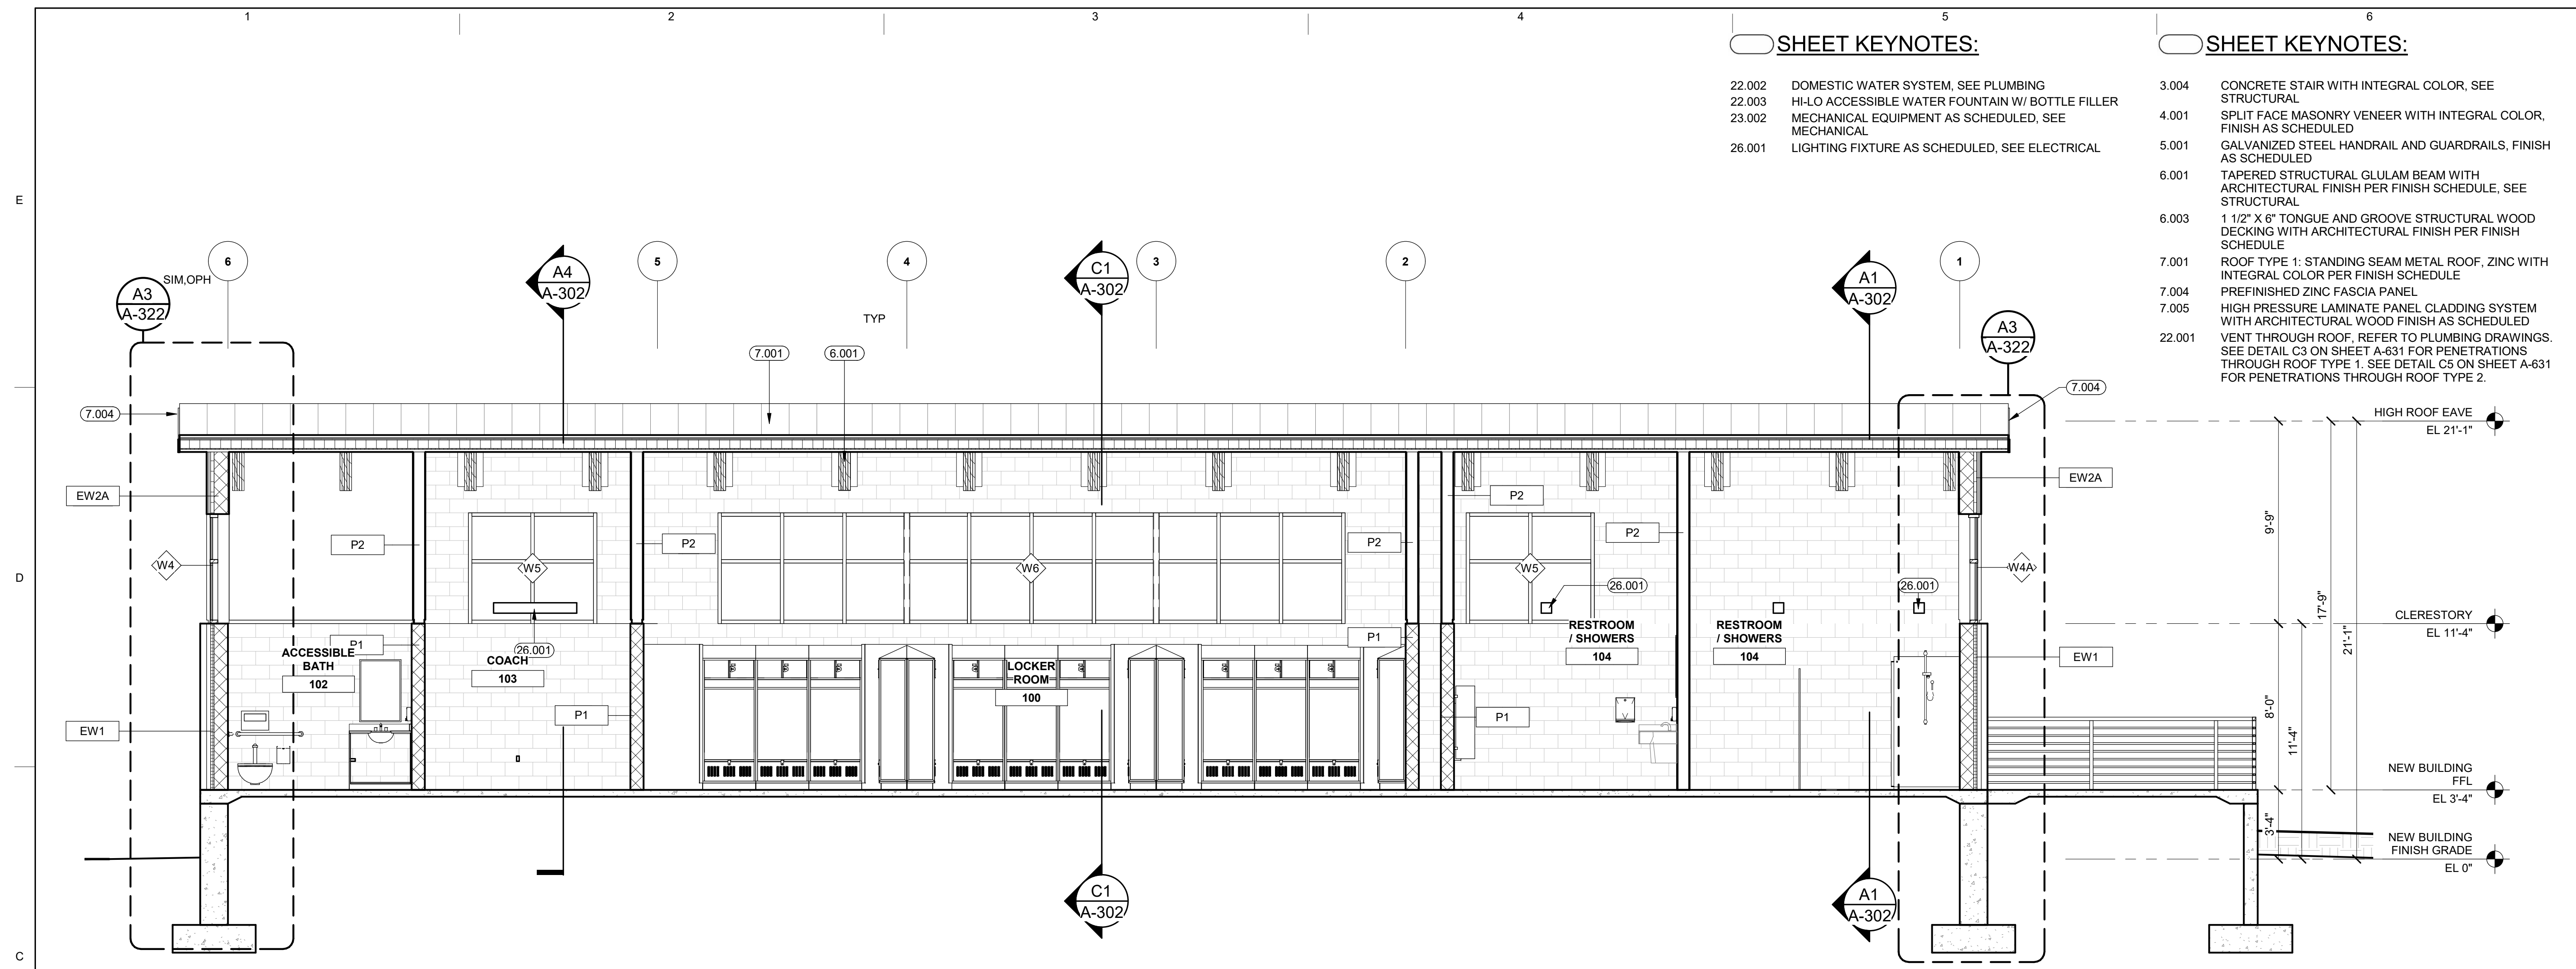 1
2
3
4
5
6
SHEET KEYNOTES:
22.002 DOMESTIC WATER SYSTEM, SEE PLUMBING
22.003 HI-LO ACCESSIBLE WATER FOUNTAIN W/ BOTTLE FILLER
23.002 MECHANICAL EQUIPMENT AS SCHEDULED, SEE
MECHANICAL
26.001 LIGHTING FIXTURE AS SCHEDULED, SEE ELECTRICAL
SHEET KEYNOTES:
3.004 CONCRETE STAIR WITH INTEGRAL COLOR, SEE
STRUCTURAL
4.001 SPLIT FACE MASONRY VENEER WITH INTEGRAL COLOR,
FINISH AS SCHEDULED
5.001 GALVANIZED STEEL HANDRAIL AND GUARDRAILS, FINISH
AS SCHEDULED
6.001 TAPERED STRUCTURAL GLULAM BEAM WITH
ARCHITECTURAL FINISH PER FINISH SCHEDULE, SEE
STRUCTURAL
6.003 1 1/2" X 6" TONGUE AND GROOVE STRUCTURAL WOOD
DECKING WITH ARCHITECTURAL FINISH PER FINISH
SCHEDULE
7.001 ROOF TYPE 1: STANDING SEAM METAL ROOF, ZINC WITH
INTEGRAL COLOR PER FINISH SCHEDULE
7.004 PREFINISHED ZINC FASCIA PANEL
7.005 HIGH PRESSURE LAMINATE PANEL CLADDING SYSTEM
WITH ARCHITECTURAL WOOD FINISH AS SCHEDULED
22.001 VENT THROUGH ROOF, REFER TO PLUMBING DRAWINGS.
SEE DETAIL C3 ON SHEET A-631 FOR PENETRATIONS
THROUGH ROOF TYPE 1. SEE DETAIL C5 ON SHEET A-631
FOR PENETRATIONS THROUGH ROOF TYPE 2.
E
D
C
A3
A-322
SIM,OPH
6
A4
A-302
5
4
C1
A-302
3
2
A1
A-302
1
A3
A-322
TYP
7.001
6.001
7.004
7.004
HIGH ROOF EAVE
EL 21'-1"
EW2A
P2
P2
P2
P2
P2
EW2A
W4
W5
W6
W5
W4A
26.001
26.001
26.001
9'-9"
17'-9"
21'-1"
CLERESTORY
EL 11'-4"
P1
ACCESSIBLE
BATH
102
COACH
103
LOCKER
ROOM
100
P1
RESTROOM
/ SHOWERS
104
RESTROOM
/ SHOWERS
104
EW1
EW1
P1
P1
8'-0"
11'-4"
NEW BUILDING
FFL
EL 3'-4"
3'-4"
NEW BUILDING
FINISH GRADE
EL 0"
C1
A-302
A1
A-302